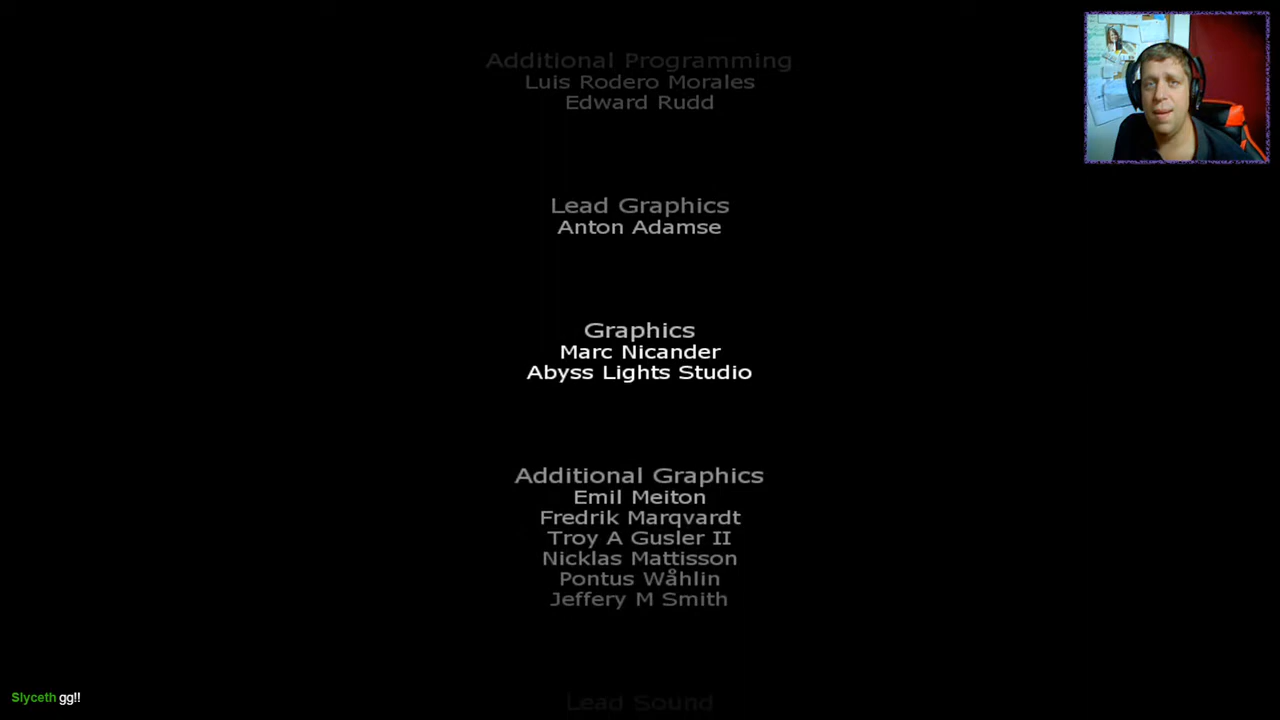 Additional Programming
Luis Rodero Morales
Edward Rudd
Lead Graphics
Anton Adamse
Graphics
Marc Nicander
Abyss Lights Studio
Additional Graphics
Emil Meiton
Fredrik Marqvardt
Troy A Gusler II
Nicklas Mattisson
Pontus Wåhlin
Jeffery M Smith
Slyceth gg!!
Lead Sound